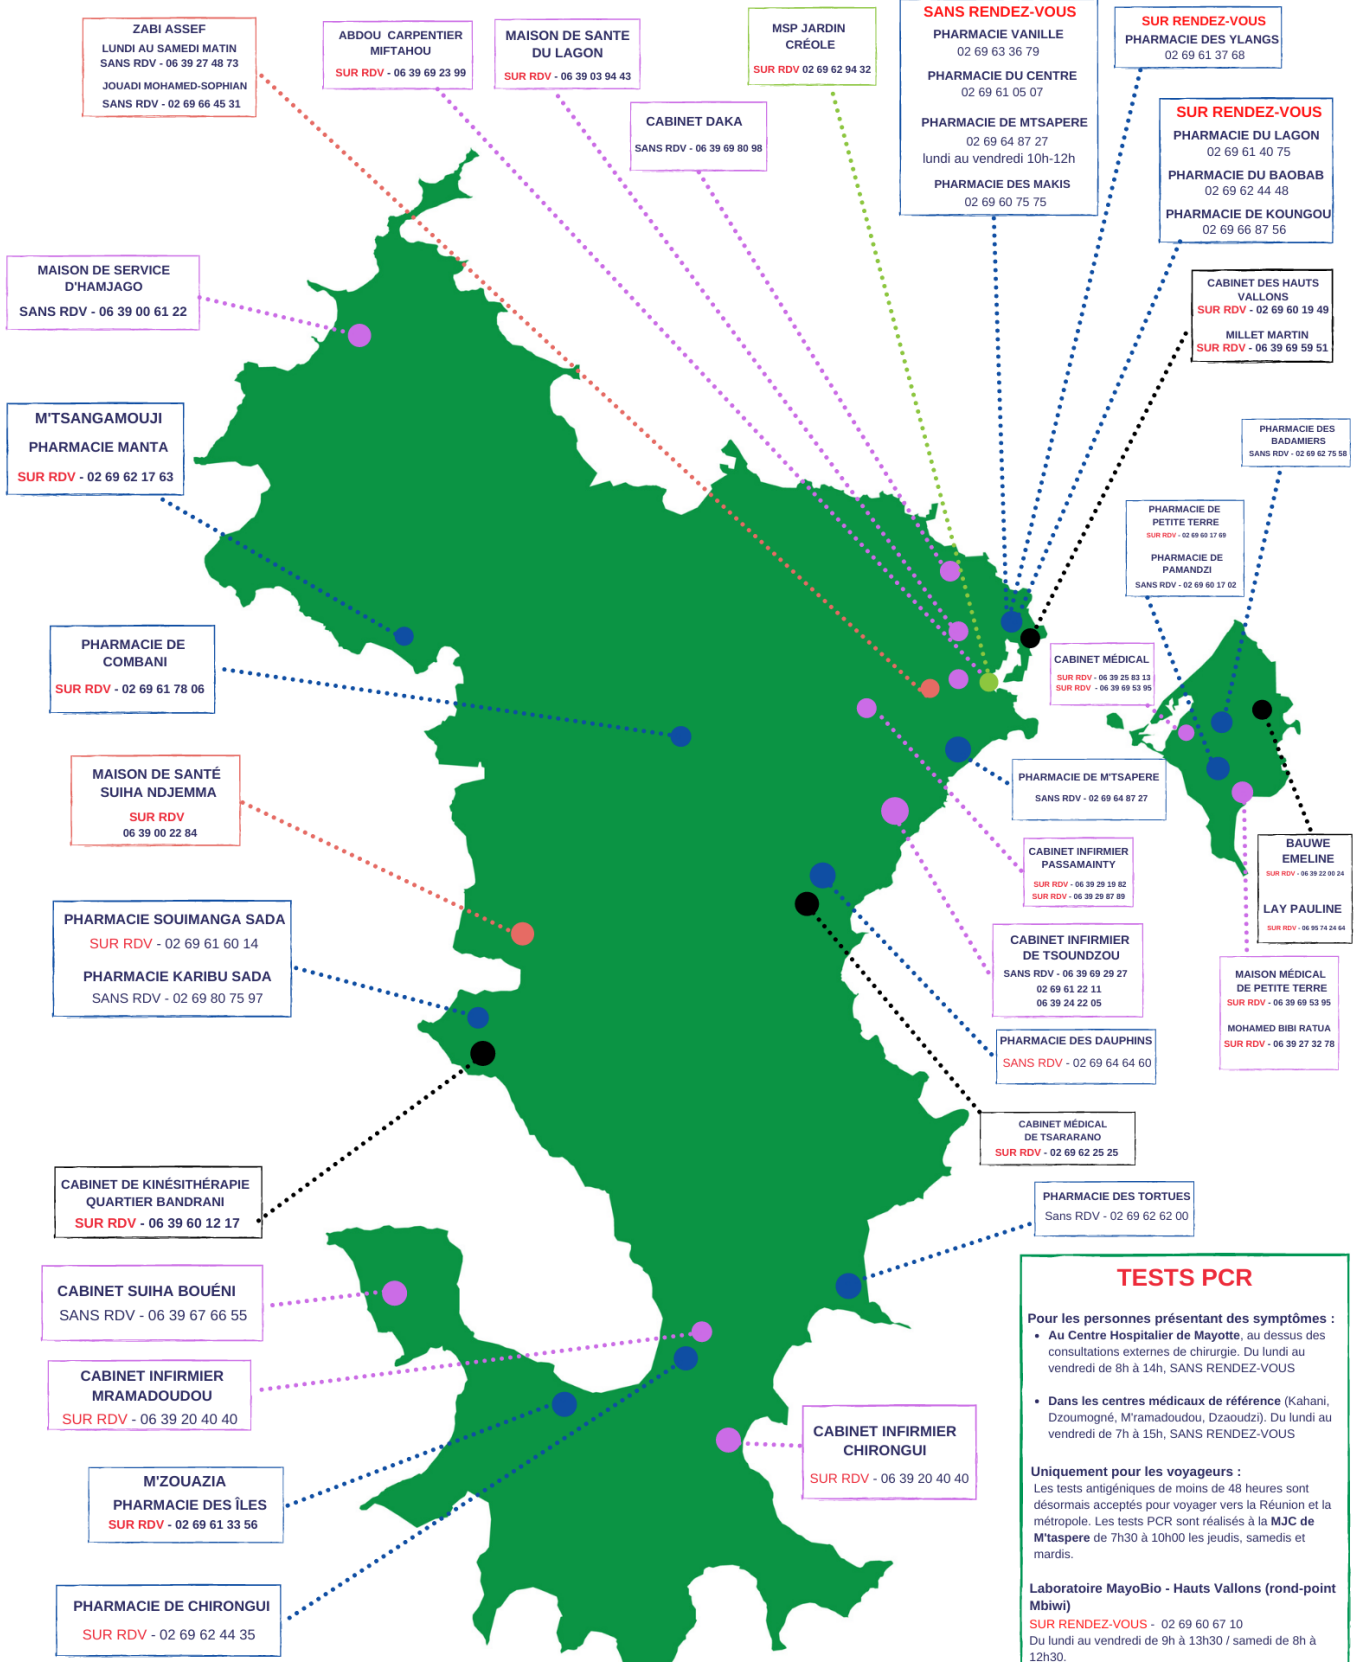 ZABI ASSEF
LUNDI AU SAMEDI MATIN
SANS RDV - 06 39 27 48 73
JOUADI MOHAMED-SOPHIAN
SANS RDV - 02 69 66 45 31
ABDOU CARPENTIER
MIFTAHOU
SUR RDV - 06 39 69 23 99
MAISON DE SANTE
DU LAGON
SUR RDV - 06 39 03 94 43
CABINET DAKA
SANS RDV - 06 39 69 80 98
MSP JARDIN
CRÉOLE
SUR RDV 02 69 62 94 32
SANS RENDEZ-VOUS
PHARMACIE VANILLE
02 69 63 36 79
PHARMACIE DU CENTRE
02 69 61 05 07
PHARMACIE DE MTSAPERE
02 69 64 87 27
lundi au vendredi 10h-12h
PHARMACIE DES MAKIS
02 69 60 75 75
SUR RENDEZ-VOUS
PHARMACIE DES YLANGS
02 69 61 37 68
SUR RENDEZ-VOUS
PHARMACIE DU LAGON
02 69 61 40 75
PHARMACIE DU BAOBAB
02 69 62 44 48
PHARMACIE DE KOUNGOU
02 69 66 87 56
CABINET DES HAUTS
VALLONS
SUR RDV - 02 69 60 19 49
MILLET MARTIN
SUR RDV - 06 39 69 59 51
MAISON DE SERVICE
D'HAMJAGO
SANS RDV - 06 39 00 61 22
M'TSANGAMOUJI
PHARMACIE MANTA
SUR RDV - 02 69 62 17 63
PHARMACIE DES
BADAMIERS
SANS RDV - 02 69 62 75 58
PHARMACIE DE
PETITE TERRE
SUR RDV - 02 69 60 17 69
PHARMACIE DE
PAMANDZI
SANS RDV - 02 69 60 17 02
PHARMACIE DE
COMBANI
SUR RDV - 02 69 61 78 06
CABINET MÉDICAL
SUR RDV - 06 39 25 83 13
SUR RDV - 06 39 69 53 95
MAISON DE SANTÉ
SUIHA NDJEMMA
SUR RDV
06 39 00 22 84
PHARMACIE DE M'TSAPERE
SANS RDV - 02 69 64 87 27
CABINET INFIRMIER
PASSAMAINTY
SUR RDV - 06 39 29 19 82
SUR RDV - 06 39 29 87 89
BAUWE
EMELINE
SUR RDV - 06 39 22 00 24
LAY PAULINE
SUR RDV - 06 95 74 24 64
PHARMACIE SOUIMANGA SADA
SUR RDV - 02 69 61 60 14
PHARMACIE KARIBU SADA
SANS RDV - 02 69 80 75 97
CABINET INFIRMIER
DE TSOUNDZOU
SANS RDV - 06 39 69 29 27
02 69 61 22 11
06 39 24 22 05
MAISON MÉDICAL
DE PETITE TERRE
SUR RDV - 06 39 69 53 95
MOHAMED BIBI RATUA
SUR RDV - 06 39 27 32 78
PHARMACIE DES DAUPHINS
SANS RDV - 02 69 64 64 60
CABINET MÉDICAL
DE TSARARANO
SUR RDV - 02 69 62 25 25
CABINET DE KINÉSITHÉRAPIE
QUARTIER BANDRANI
SUR RDV - 06 39 60 12 17
PHARMACIE DES TORTUES
Sans RDV - 02 69 62 62 00
CABINET SUIHA BOUÉNI
SANS RDV - 06 39 67 66 55
CABINET INFIRMIER
MRAMADOUDOU
SUR RDV - 06 39 20 40 40
CABINET INFIRMIER
CHIRONGUI
SUR RDV - 06 39 20 40 40
M'ZOUAZIA
PHARMACIE DES ÎLES
SUR RDV - 02 69 61 33 56
PHARMACIE DE CHIRONGUI
SUR RDV - 02 69 62 44 35
TESTS PCR
Pour les personnes présentant des symptômes :
• Au Centre Hospitalier de Mayotte, au dessus des
consultations externes de chirurgie. Du lundi au
vendredi de 8h à 14h, SANS RENDEZ-VOUS
• Dans les centres médicaux de référence (Kahani,
Dzoumogné, M'ramadoudou, Dzaoudzi). Du lundi au
vendredi de 7h à 15h, SANS RENDEZ-VOUS
Uniquement pour les voyageurs :
Les tests antigéniques de moins de 48 heures sont
désormais acceptés pour voyager vers la Réunion et la
métropole. Les tests PCR sont réalisés à la MJC de
M'taspere de 7h30 à 10h00 les jeudis, samedis et
mardis.
Laboratoire MayoBio - Hauts Vallons (rond-point
Mbiwi)
SUR RENDEZ-VOUS - 02 69 60 67 10
Du lundi au vendredi de 9h à 13h30 / samedi de 8h à
12h30.